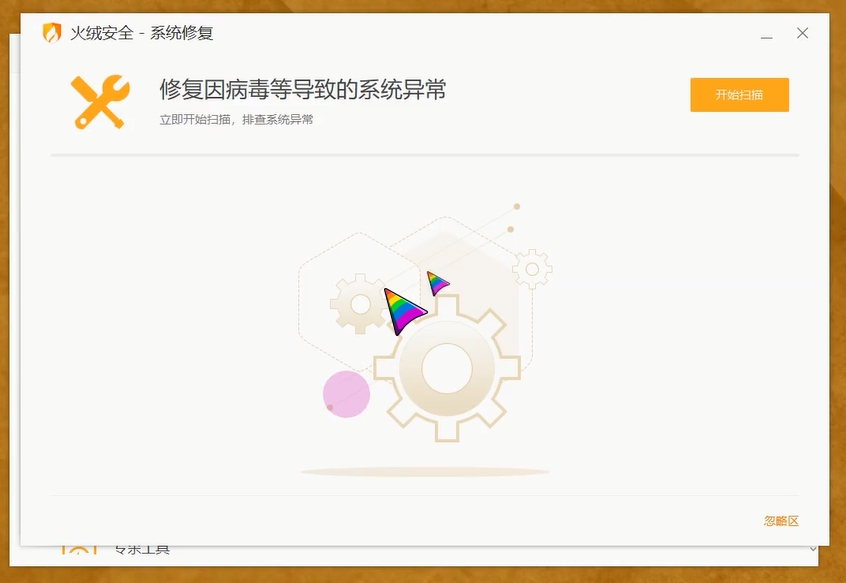 火绒安全 - 系统修复
修复因病毒等导致的系统异常
立即开始扫描，排查系统异常
开始扫描
忽略区
专杀工具